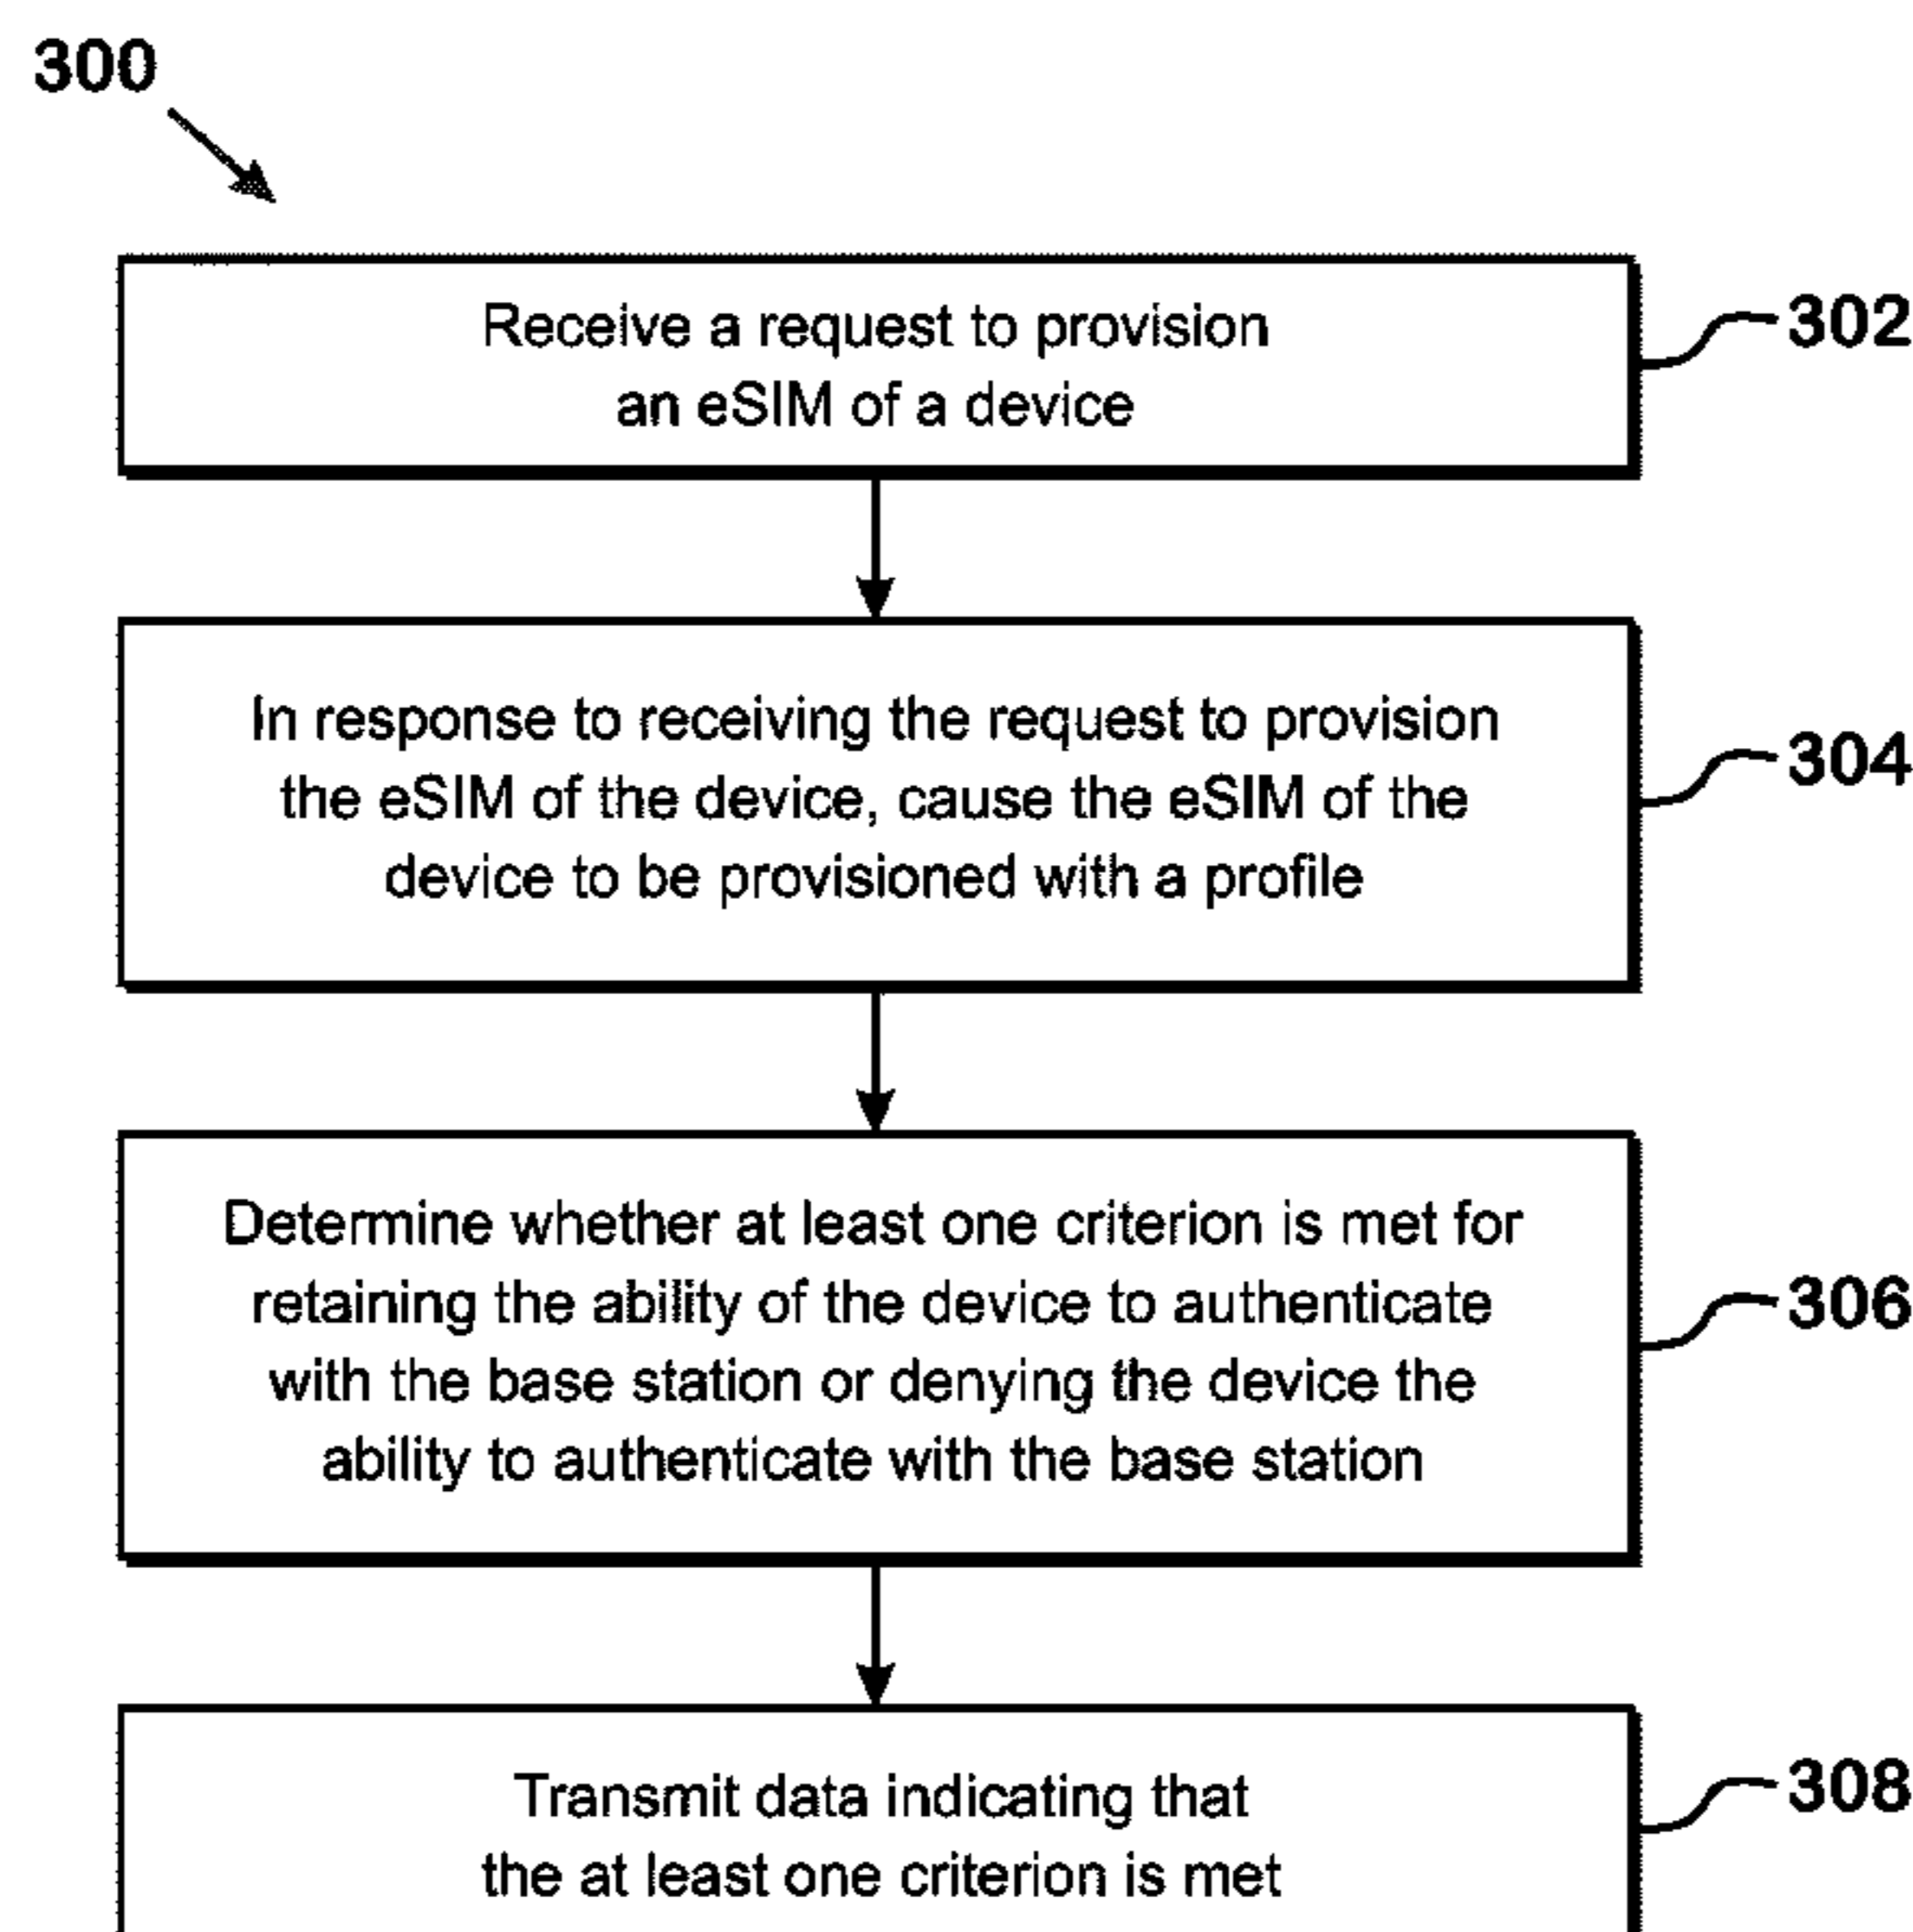 300
Receive a request to provision
an eSIM of a device
302
In response to receiving the request to provision
the eSIM of the device, cause the eSIM of the
device to be provisioned with a profile
304
Determine whether at least one criterion is met for
retaining the ability of the device to authenticate
with the base station or denying the device the
ability to authenticate with the base station
306
Transmit data indicating that
the at least one criterion is met
308